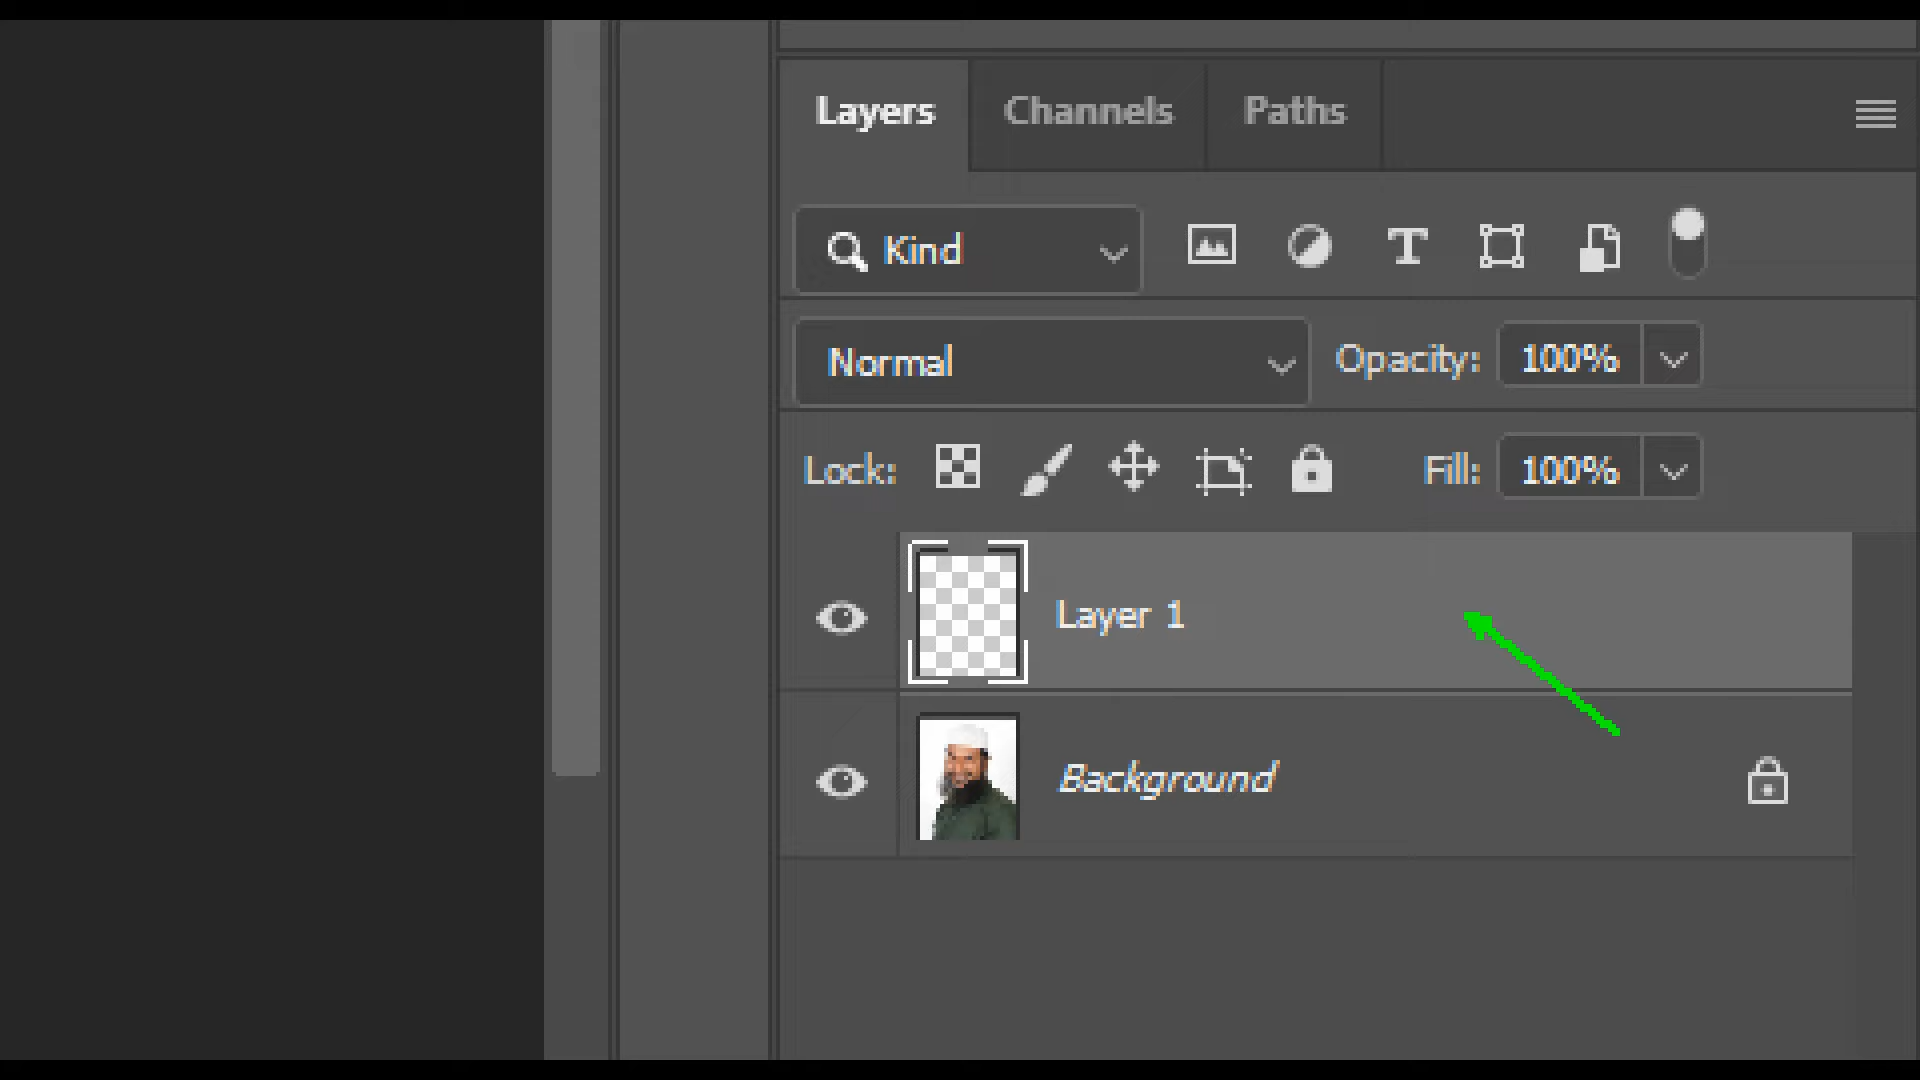 Layers Channels Paths
Kind T
Normal Opacity: 100%
Lock: Fill: 100%
Layer 1
Background